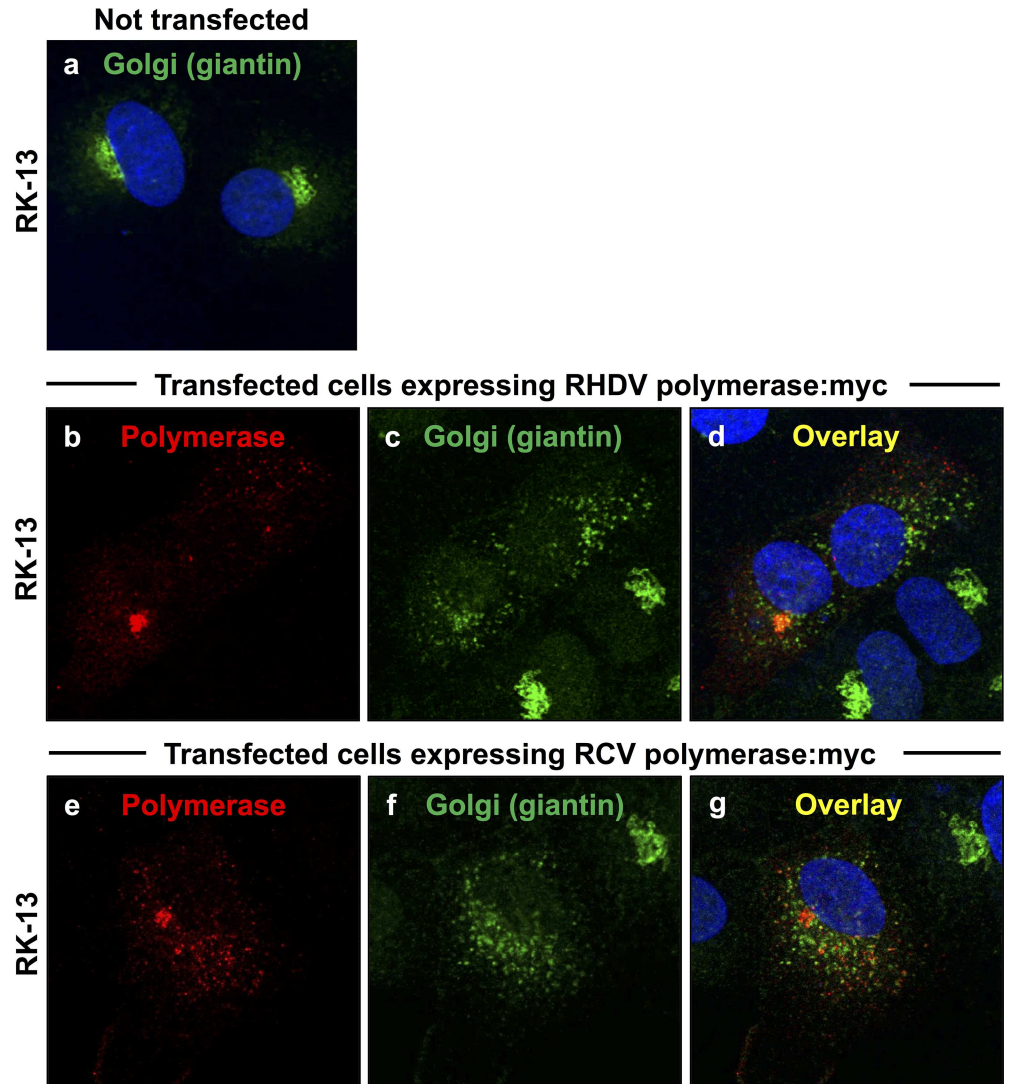 Not transfected
a Golgi (giantin)
RK-13
Transfected cells expressing RHDV polymerase:myc
b Polymerase
c Golgi (giantin)
d Overlay
RK-13
Transfected cells expressing RCV polymerase:myc
e Polymerase
f Golgi (giantin)
g Overlay
RK-13